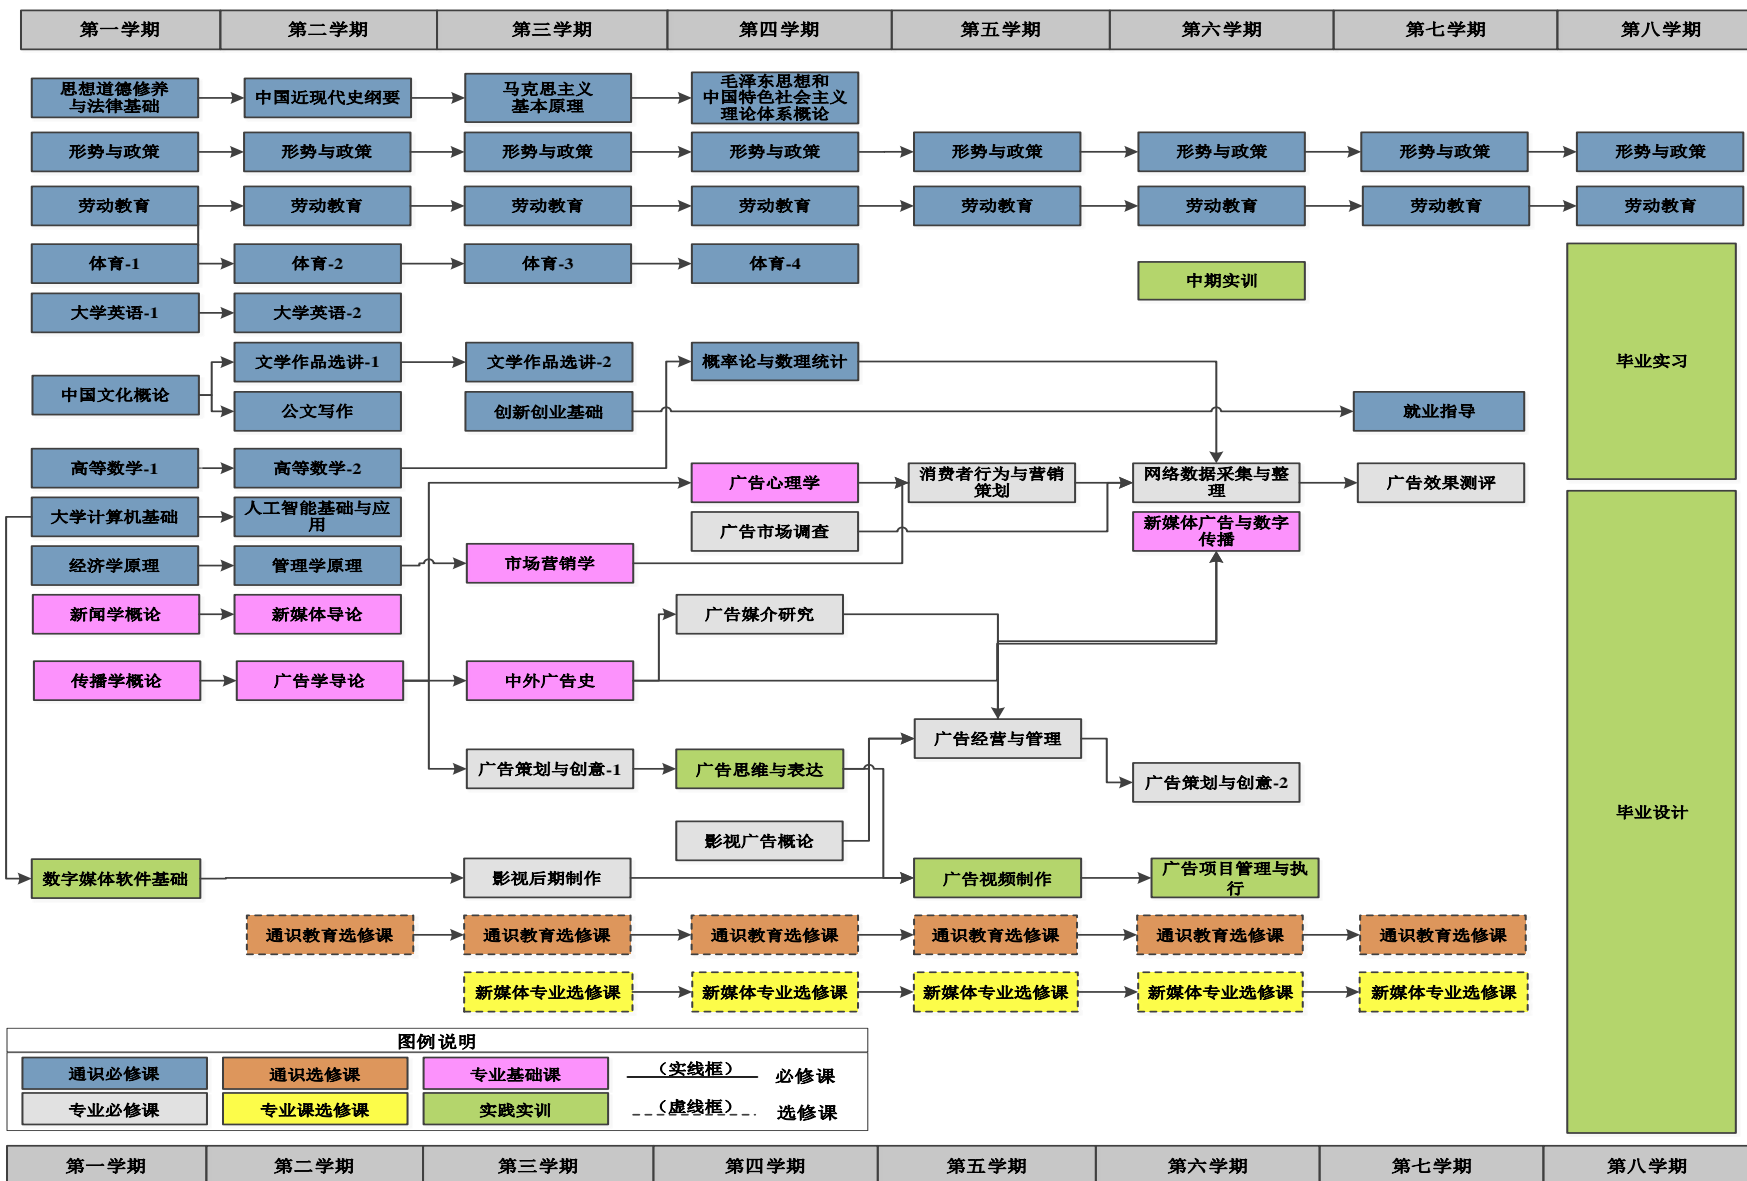 第一学期
第二学期
第三学期
第四学期
第五学期
第六学期
第七学期
第八学期
思想道德修养
与法律基础
中国近现代史纲要
马克思主义
基本原理
毛泽东思想和
中国特色社会主义
理论体系概论
形势与政策
形势与政策
形势与政策
形势与政策
形势与政策
形势与政策
形势与政策
形势与政策
劳动教育
劳动教育
劳动教育
劳动教育
劳动教育
劳动教育
劳动教育
劳动教育
体育-1
体育-2
体育-3
体育-4
中期实训
大学英语-1
大学英语-2
文学作品选讲-1
文学作品选讲-2
概率论与数理统计
毕业实习
中国文化概论
公文写作
创新创业基础
就业指导
高等数学-1
高等数学-2
广告心理学
消费者行为与营销
策划
网络数据采集与整
理
广告效果测评
大学计算机基础
人工智能基础与应
用
广告市场调查
新媒体广告与数字
传播
经济学原理
管理学原理
市场营销学
新闻学概论
新媒体导论
广告媒介研究
传播学概论
广告学导论
中外广告史
广告经营与管理
广告策划与创意-1
广告思维与表达
广告策划与创意-2
毕业设计
影视广告概论
数字媒体软件基础
影视后期制作
广告视频制作
广告项目管理与执
行
通识教育选修课
通识教育选修课
通识教育选修课
通识教育选修课
通识教育选修课
通识教育选修课
新媒体专业选修课
新媒体专业选修课
新媒体专业选修课
新媒体专业选修课
新媒体专业选修课
图例说明
通识必修课
通识选修课
专业基础课
（实线框）
必修课
专业必修课
专业课选修课
实践实训
（虚线框）
选修课
第一学期
第二学期
第三学期
第四学期
第五学期
第六学期
第七学期
第八学期